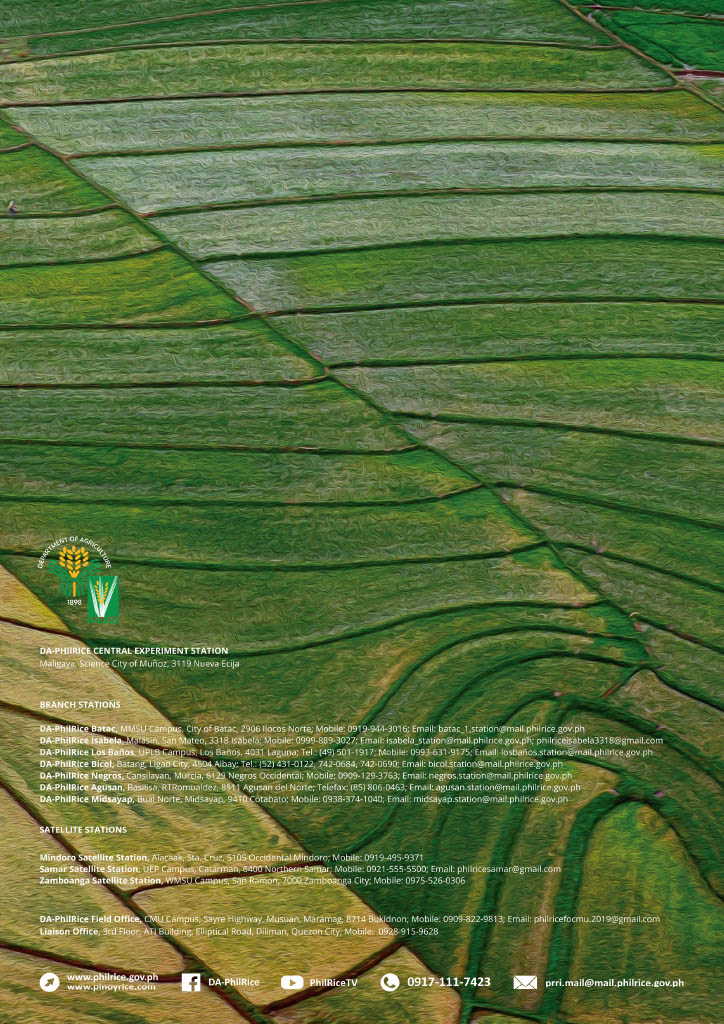 DEPARTMENT OF AGRICULTURE
1898
DA-PHilRICE CENTRAL EXPERIMENT STATION
Maligaya, Science City of Muñoz, 3119 Nueva Ecija
BRANCH STATIONS
DA-PhilRice Batac, MMSU Campus, City of Batac, 2906 Ilocos Norte; Mobile: 0919-944-3016; Email: batac_1.station@mail.philrice.gov.ph
DA-PhilRice Isabela, Malasin, San Mateo, 3318 Isabela; Mobile: 0999-889-3027; Email: isabela_station@mail.philrice.gov.ph; philriceisabela3318@gmail.com
DA-PhilRice Los Baños, UPLB Campus, Los Baños, 4031 Laguna; Tel.: (49) 501-1917; Mobile: 0993-631-9175; Email: losbaños.station@mail.philrice.gov.ph
DA-PhilRice Bicol, Batang, Ligao City, 4504 Albay; Tel.: (52) 431-0122, 742-0684, 742-0690; Email: bicol.station@mail.philrice.gov.ph
DA-PhilRice Negros, Cansilayan, Murcia, 6129 Negros Occidental; Mobile: 0909-129-3763; Email: negros.station@mail.philrice.gov.ph
DA-PhilRice Agusan, Basilisa, RTRomualdez, 8511 Agusan del Norte; Telefax: (85) 806-0463; Email: agusan.station@mail.philrice.gov.ph
DA-PhilRice Midsayap, Bual Norte, Midsayap, 9410 Cotabato; Mobile: 0938-374-1040; Email: midsayap.station@mail.philrice.gov.ph
SATELLITE STATIONS
Mindoro Satellite Station, Alacaak, Sta. Cruz, 5105 Occidental Mindoro; Mobile: 0919-495-9371
Samar Satellite Station, UEP Campus, Catarman, 6400 Northern Samar; Mobile: 0921-555-5500; Email: philricesamar@gmail.com
Zamboanga Satellite Station, WMSU Campus, San Ramon, 7000 Zamboanga City; Mobile: 0975-526-0306
DA-PhilRice Field Office, CMU Campus, Sayre Highway, Musuan, Maramag, 8714 Bukidnon; Mobile: 0909-822-9813; Email: philricefocmu.2019@gmail.com
Liaison Office, 3rd Floor, ATI Building, Elliptical Road, Diliman, Quezon City; Mobile: 0928-915-9628
www.philrice.gov.ph
www.pinoyrice.com
DA-PhilRice
PhilRiceTV
0917-111-7423
prri.mail@mail.philrice.gov.ph